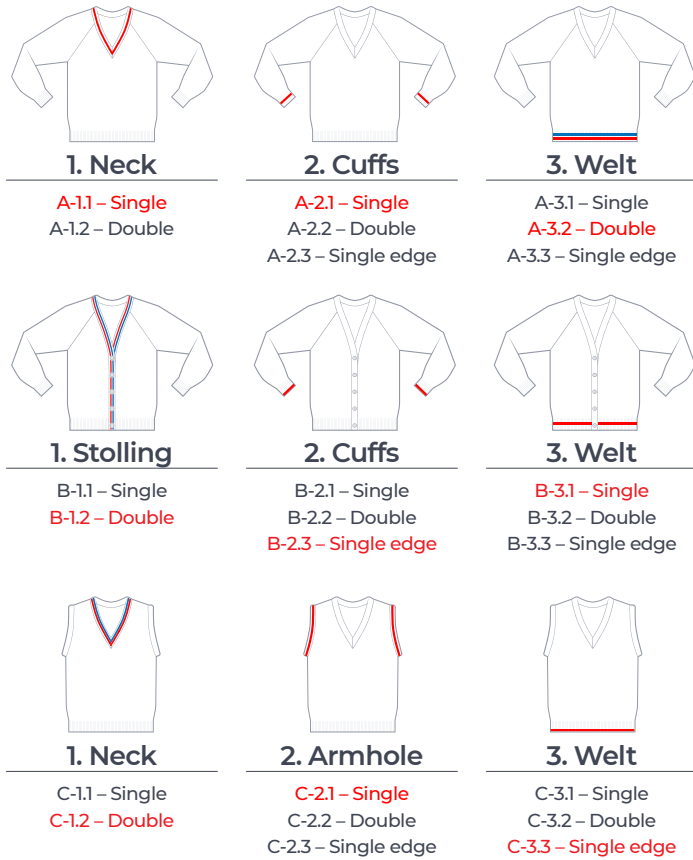 1. Neck
A-1.1 – Single
A-1.2 – Double
2. Cuffs
A-2.1 – Single
A-2.2 – Double
A-2.3 – Single edge
3. Welt
A-3.1 – Single
A-3.2 – Double
A-3.3 – Single edge
1. Stolling
B-1.1 – Single
B-1.2 – Double
2. Cuffs
B-2.1 – Single
B-2.2 – Double
B-2.3 – Single edge
3. Welt
B-3.1 – Single
B-3.2 – Double
B-3.3 – Single edge
1. Neck
C-1.1 – Single
C-1.2 – Double
2. Armhole
C-2.1 – Single
C-2.2 – Double
C-2.3 – Single edge
3. Welt
C-3.1 – Single
C-3.2 – Double
C-3.3 – Single edge